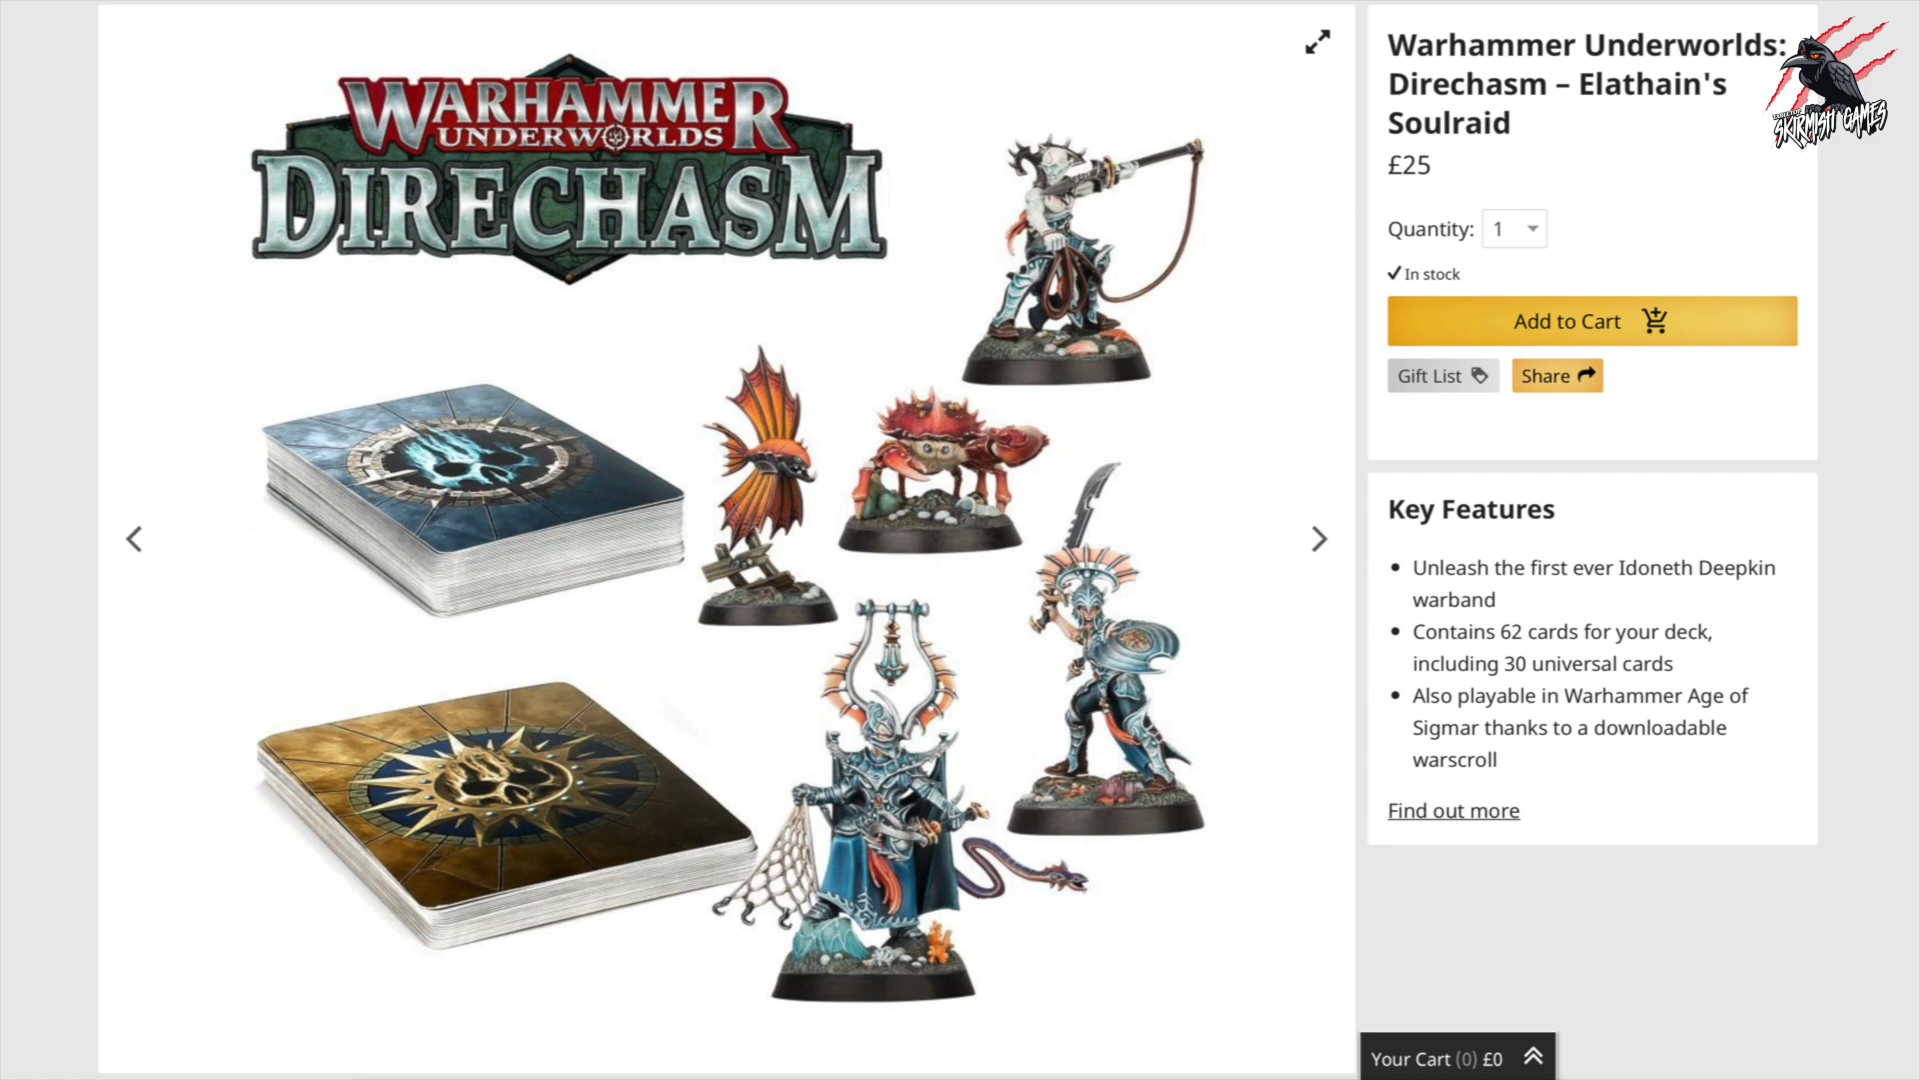 WARHAMMER
UNDERWORLDS
DIRECHASM
Warhammer Underworlds:
Direchasm – Elathain's
Soulraid
£25
Quantity: 1
In stock
Add to Cart
Gift List
Share
SKIRMISH GAMES
Key Features
Unleash the first ever Idoneth Deepkin
warband
Contains 62 cards for your deck,
including 30 universal cards
Also playable in Warhammer Age of
Sigmar thanks to a downloadable
warscroll
Find out more
Your Cart (0) £0